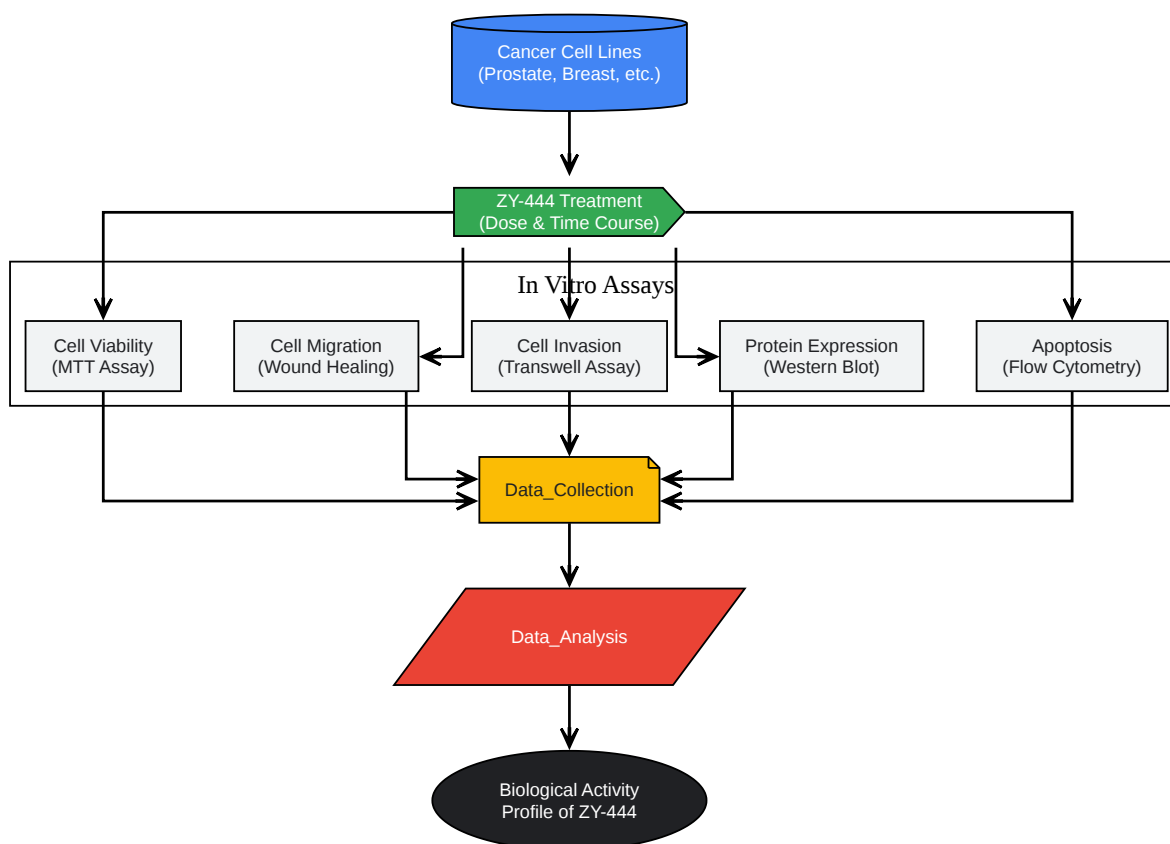 Cancer Cell Lines
(Prostate, Breast, etc.)
ZY-444 Treatment
(Dose & Time Course)
In Vitro Assays
Cell Viability
(MTT Assay)
Cell Migration
(Wound Healing)
Cell Invasion
(Transwell Assay)
Protein Expression
(Western Blot)
Apoptosis
(Flow Cytometry)
Data_Collection
Data_Analysis
Biological Activity
Profile of ZY-444